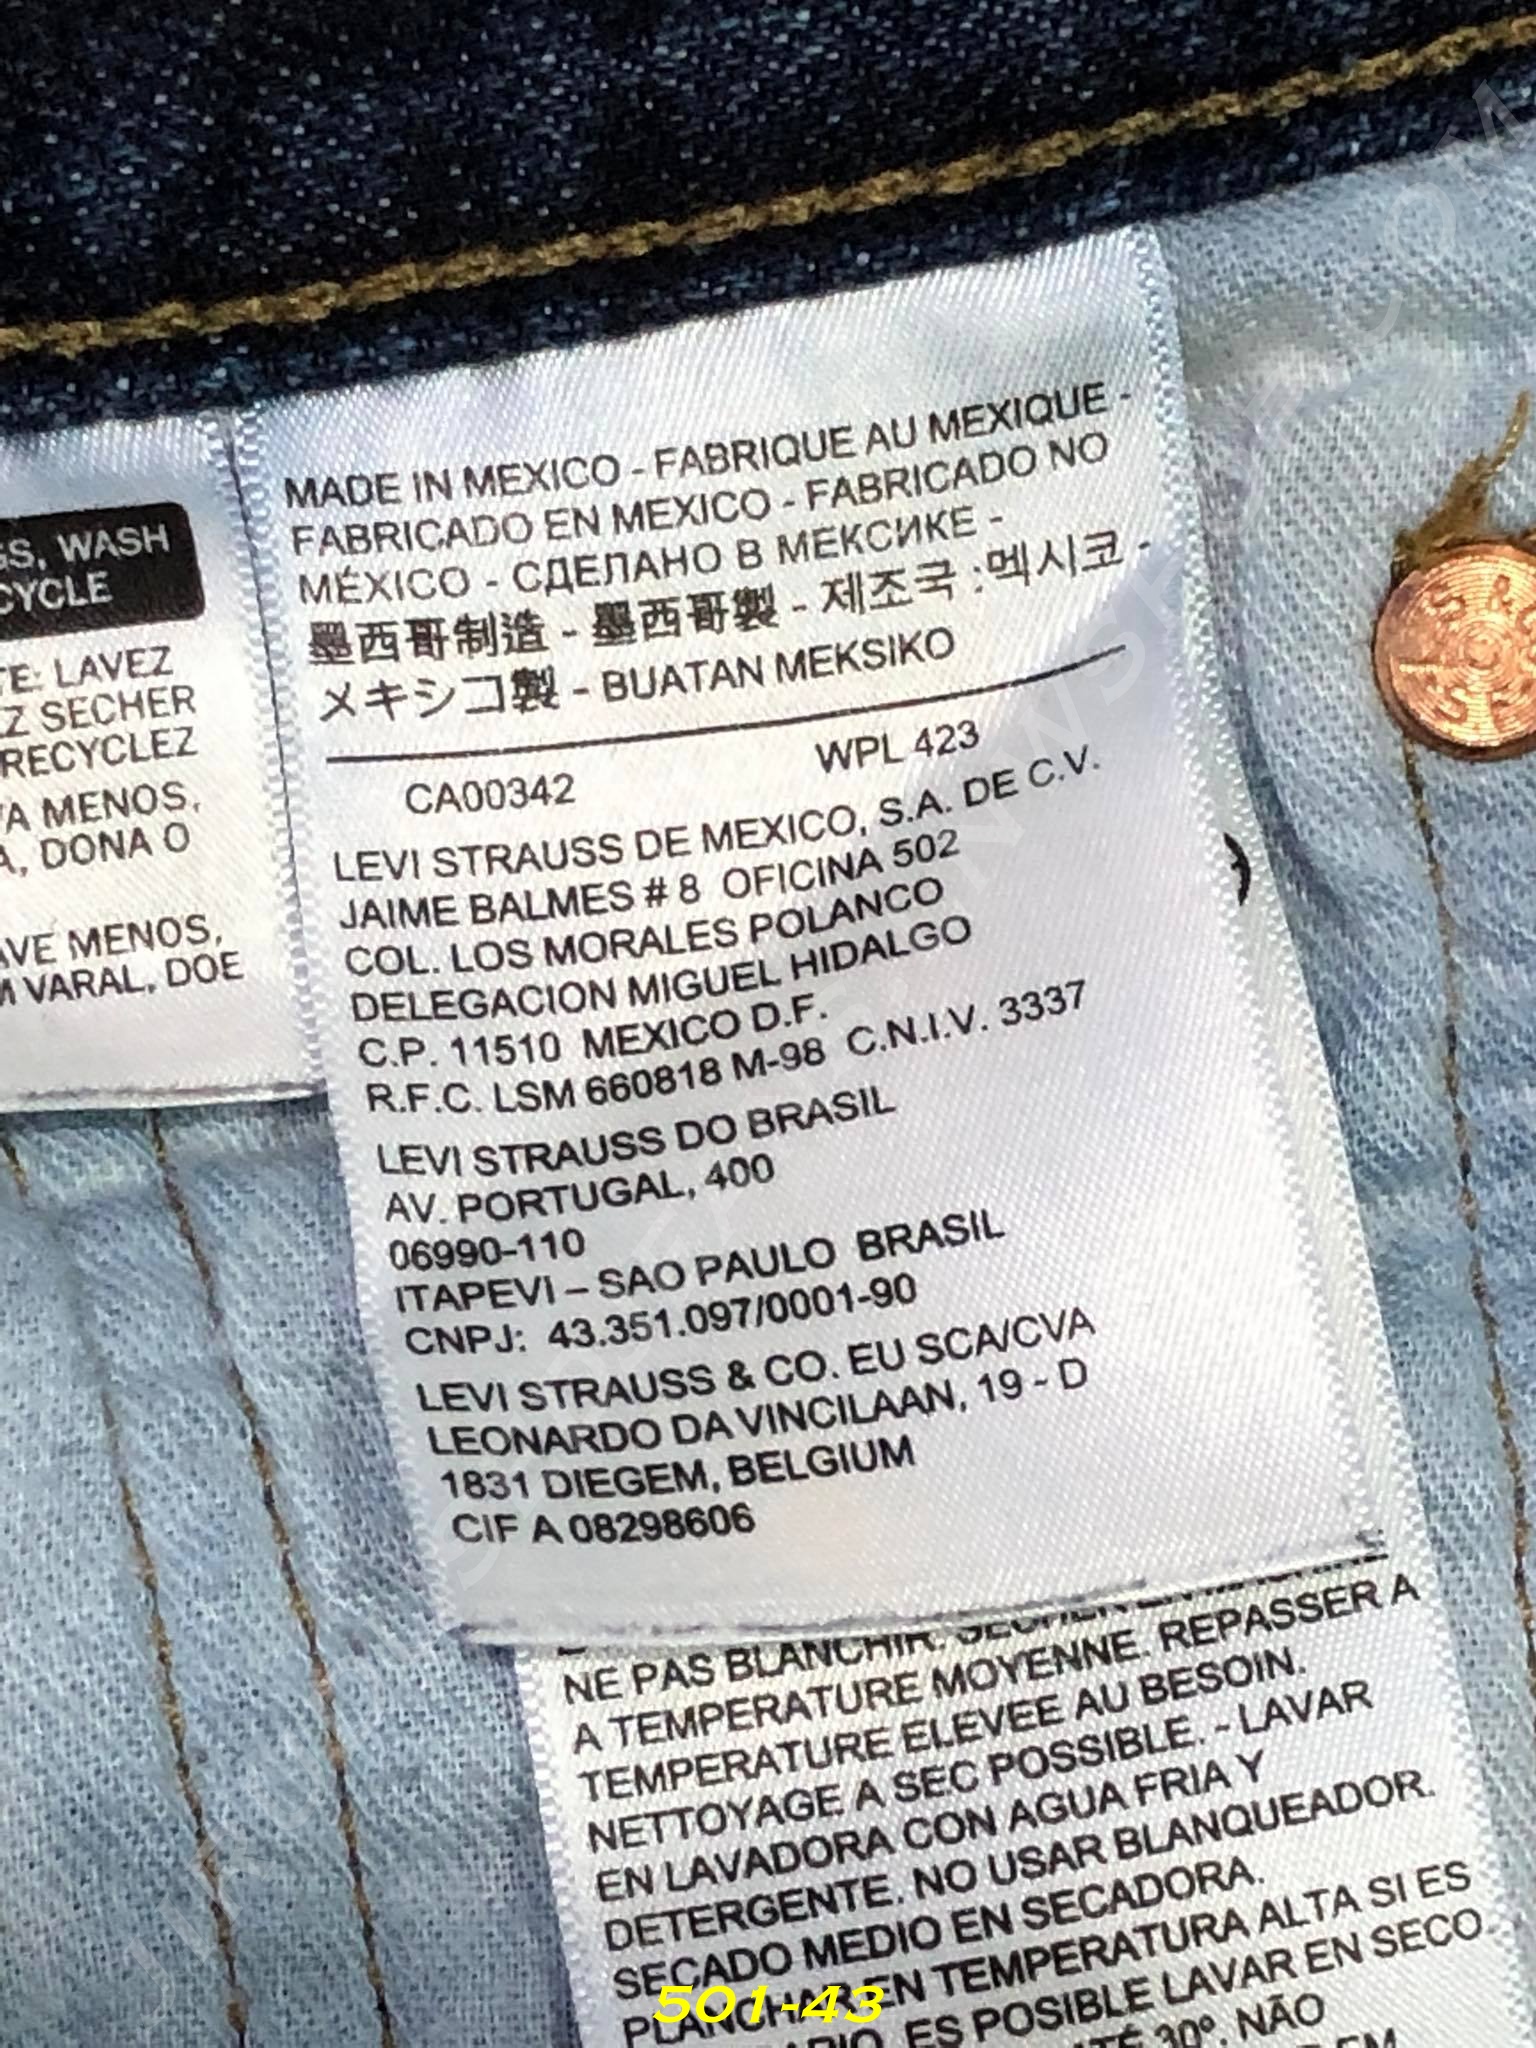 GS, WASH
CYCLE
TE: LAVEZ
Z SECHER
RECYCLEZ
A MENOS,
A, DONA O
AVE MENOS,
M VARAL, DOE
MADE IN MEXICO - FABRIQUE AU MEXIQUE -
FABRICADO EN MEXICO - FABRICADO NO
MÉXICO - СДЕЛАНО В МЕКСИКЕ -
墨西哥制造 - 墨西哥製 - 제조국 :멕시코 -
メキシコ製 - BUATAN MEKSIKO
CA00342 WPL 423
LEVI STRAUSS DE MEXICO, S.A. DE C.V.
JAIME BALMES # 8 OFICINA 502
COL. LOS MORALES POLANCO
DELEGACION MIGUEL HIDALGO
C.P. 11510 MEXICO D.F.
R.F.C. LSM 660818 M-98 C.N.I.V. 3337
LEVI STRAUSS DO BRASIL
AV. PORTUGAL, 400
06990-110
ITAPEVI – SAO PAULO BRASIL
CNPJ: 43.351.097/0001-90
LEVI STRAUSS & CO. EU SCA/CVA
LEONARDO DA VINCILAAN, 19 - D
1831 DIEGEM, BELGIUM
CIF A 08298606
NE PAS BLANCHIR. SECHER EN MACHINE
A TEMPERATURE MOYENNE. REPASSER A
TEMPERATURE ELEVEE AU BESOIN.
NETTOYAGE A SEC POSSIBLE. - LAVAR
EN LAVADORA CON AGUA FRIA Y
DETERGENTE. NO USAR BLANQUEADOR.
SECADO MEDIO EN SECADORA.
PLANCHAR EN TEMPERATURA ALTA SI ES
ES POSIBLE LAVAR EN SECO
30º. NÃO
EM
501-43